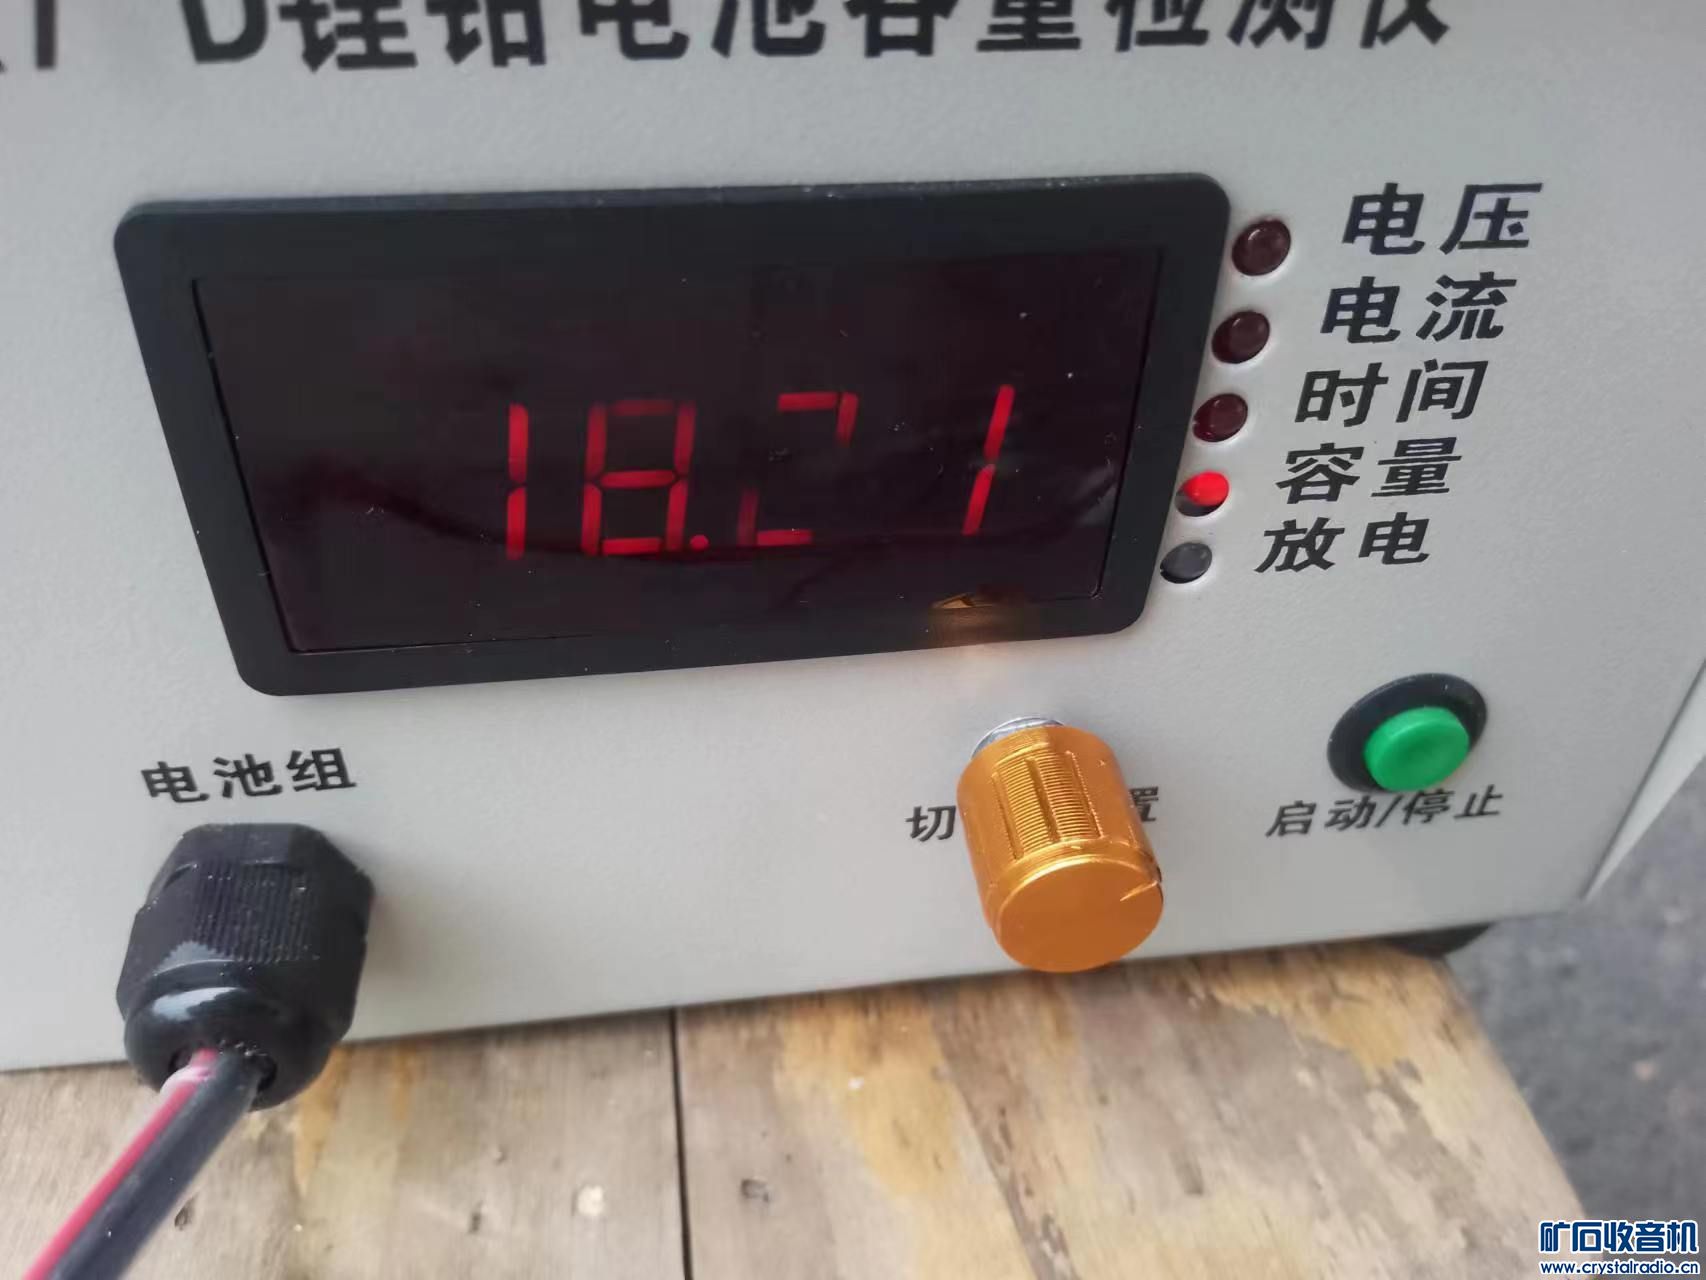 D锂铅电池容量检测仪
电压
电流
时间
18.21
容量
放电
电池组
切 置
启动/停止
矿石收音机
www.crystalradio.cn